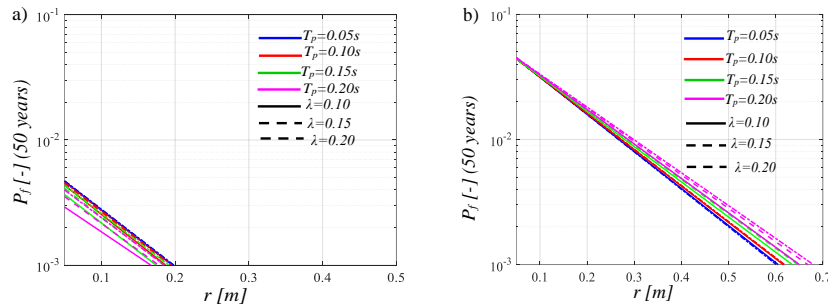 a)
P_f [-] (50 years)
10^-1
10^-2
10^-3
T_p=0.05s
T_p=0.10s
T_p=0.15s
T_p=0.20s
λ=0.10
λ=0.15
λ=0.20
0.1 0.2 0.3 0.4 0.5
r [m]
b)
P_f [-] (50 years)
10^-1
10^-2
10^-3
T_p=0.05s
T_p=0.10s
T_p=0.15s
T_p=0.20s
λ=0.10
λ=0.15
λ=0.20
0.1 0.2 0.3 0.4 0.5 0.6 0.7
r [m]